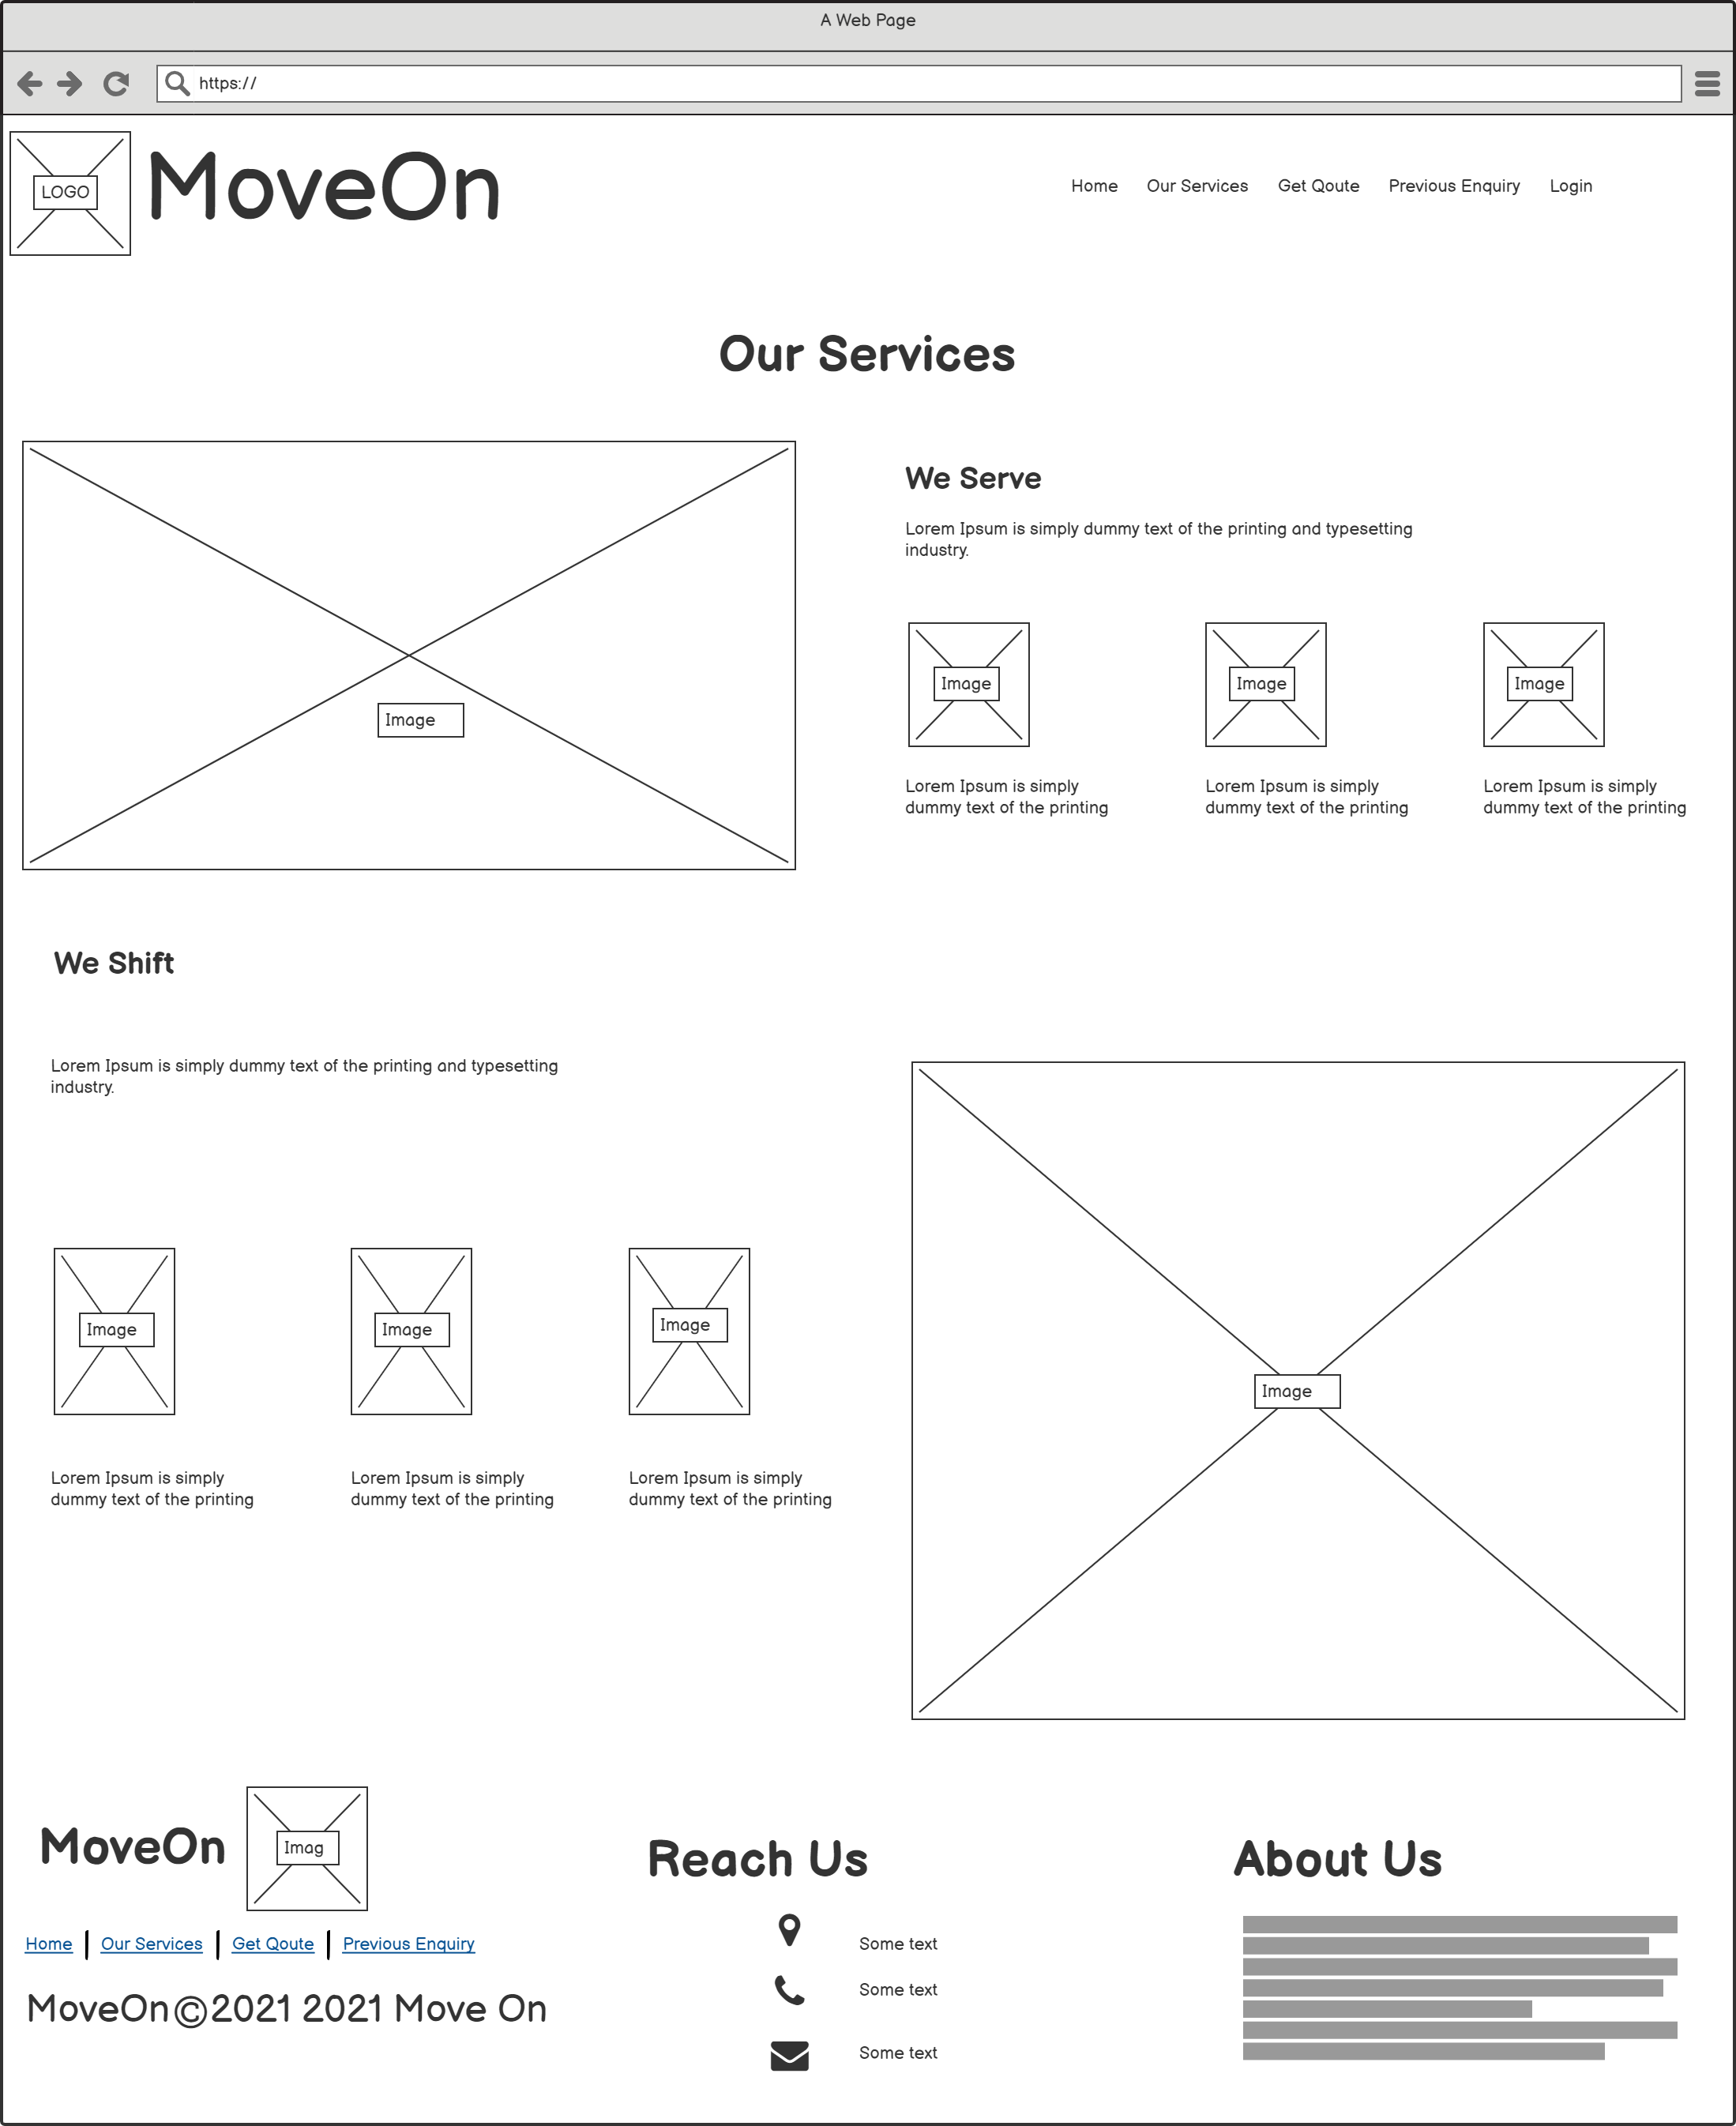 A Web Page
https://
LOGO
MoveOn
Home Our Services Get Qoute Previous Enquiry Login
Our Services
Image
We Serve
Lorem Ipsum is simply dummy text of the printing and typesetting
industry.
Image Image Image
Lorem Ipsum is simply
dummy text of the printing
Lorem Ipsum is simply
dummy text of the printing
Lorem Ipsum is simply
dummy text of the printing
We Shift
Lorem Ipsum is simply dummy text of the printing and typesetting
industry.
Image Image Image
Lorem Ipsum is simply
dummy text of the printing
Lorem Ipsum is simply
dummy text of the printing
Lorem Ipsum is simply
dummy text of the printing
Image
MoveOn
Imag
Home Our Services Get Qoute Previous Enquiry
MoveOn©2021 2021 Move On
Reach Us
Some text
Some text
Some text
About Us